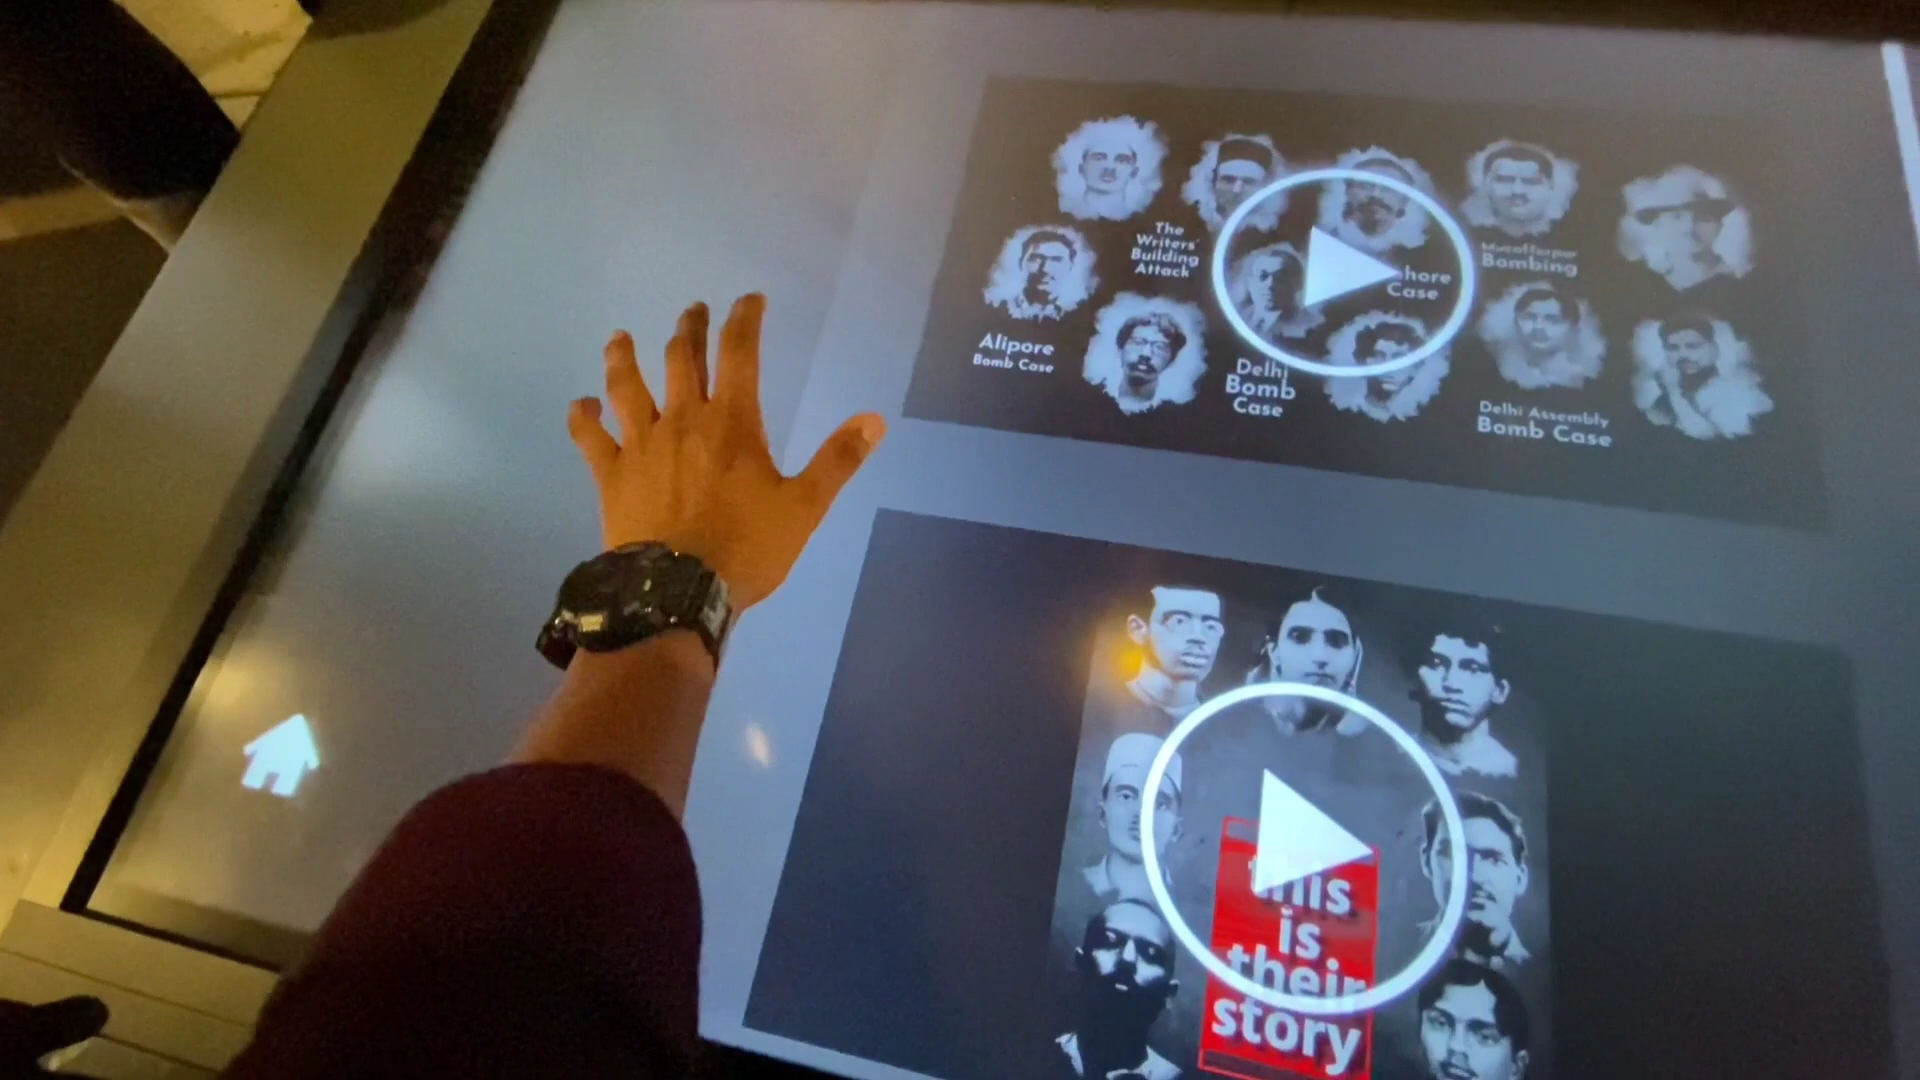 The
Writers'
Building
Attack
Alipore
Bomb Case
Delhi
Bomb
Case
Case
Muzaffarpur
Bombing
Delhi Assembly
Bomb Case
this
is
their
story